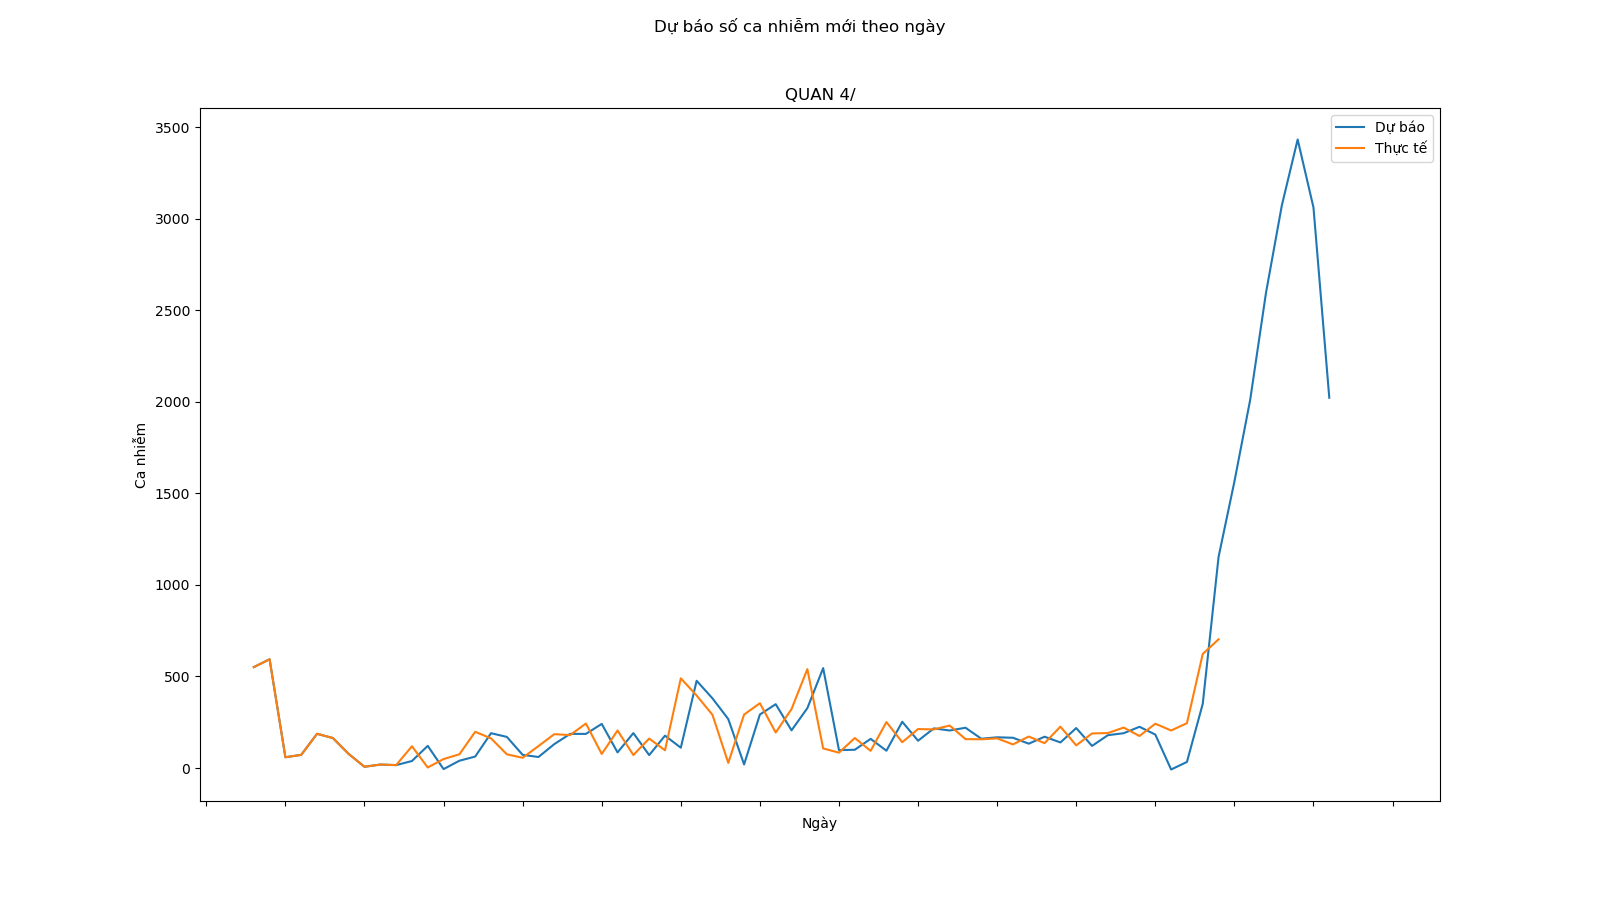 Dự báo số ca nhiễm mới theo ngày
QUAN 4/
Dự báo
Thực tế
3500
3000
2500
2000
1500
1000
500
0
Ca nhiễm
Ngày